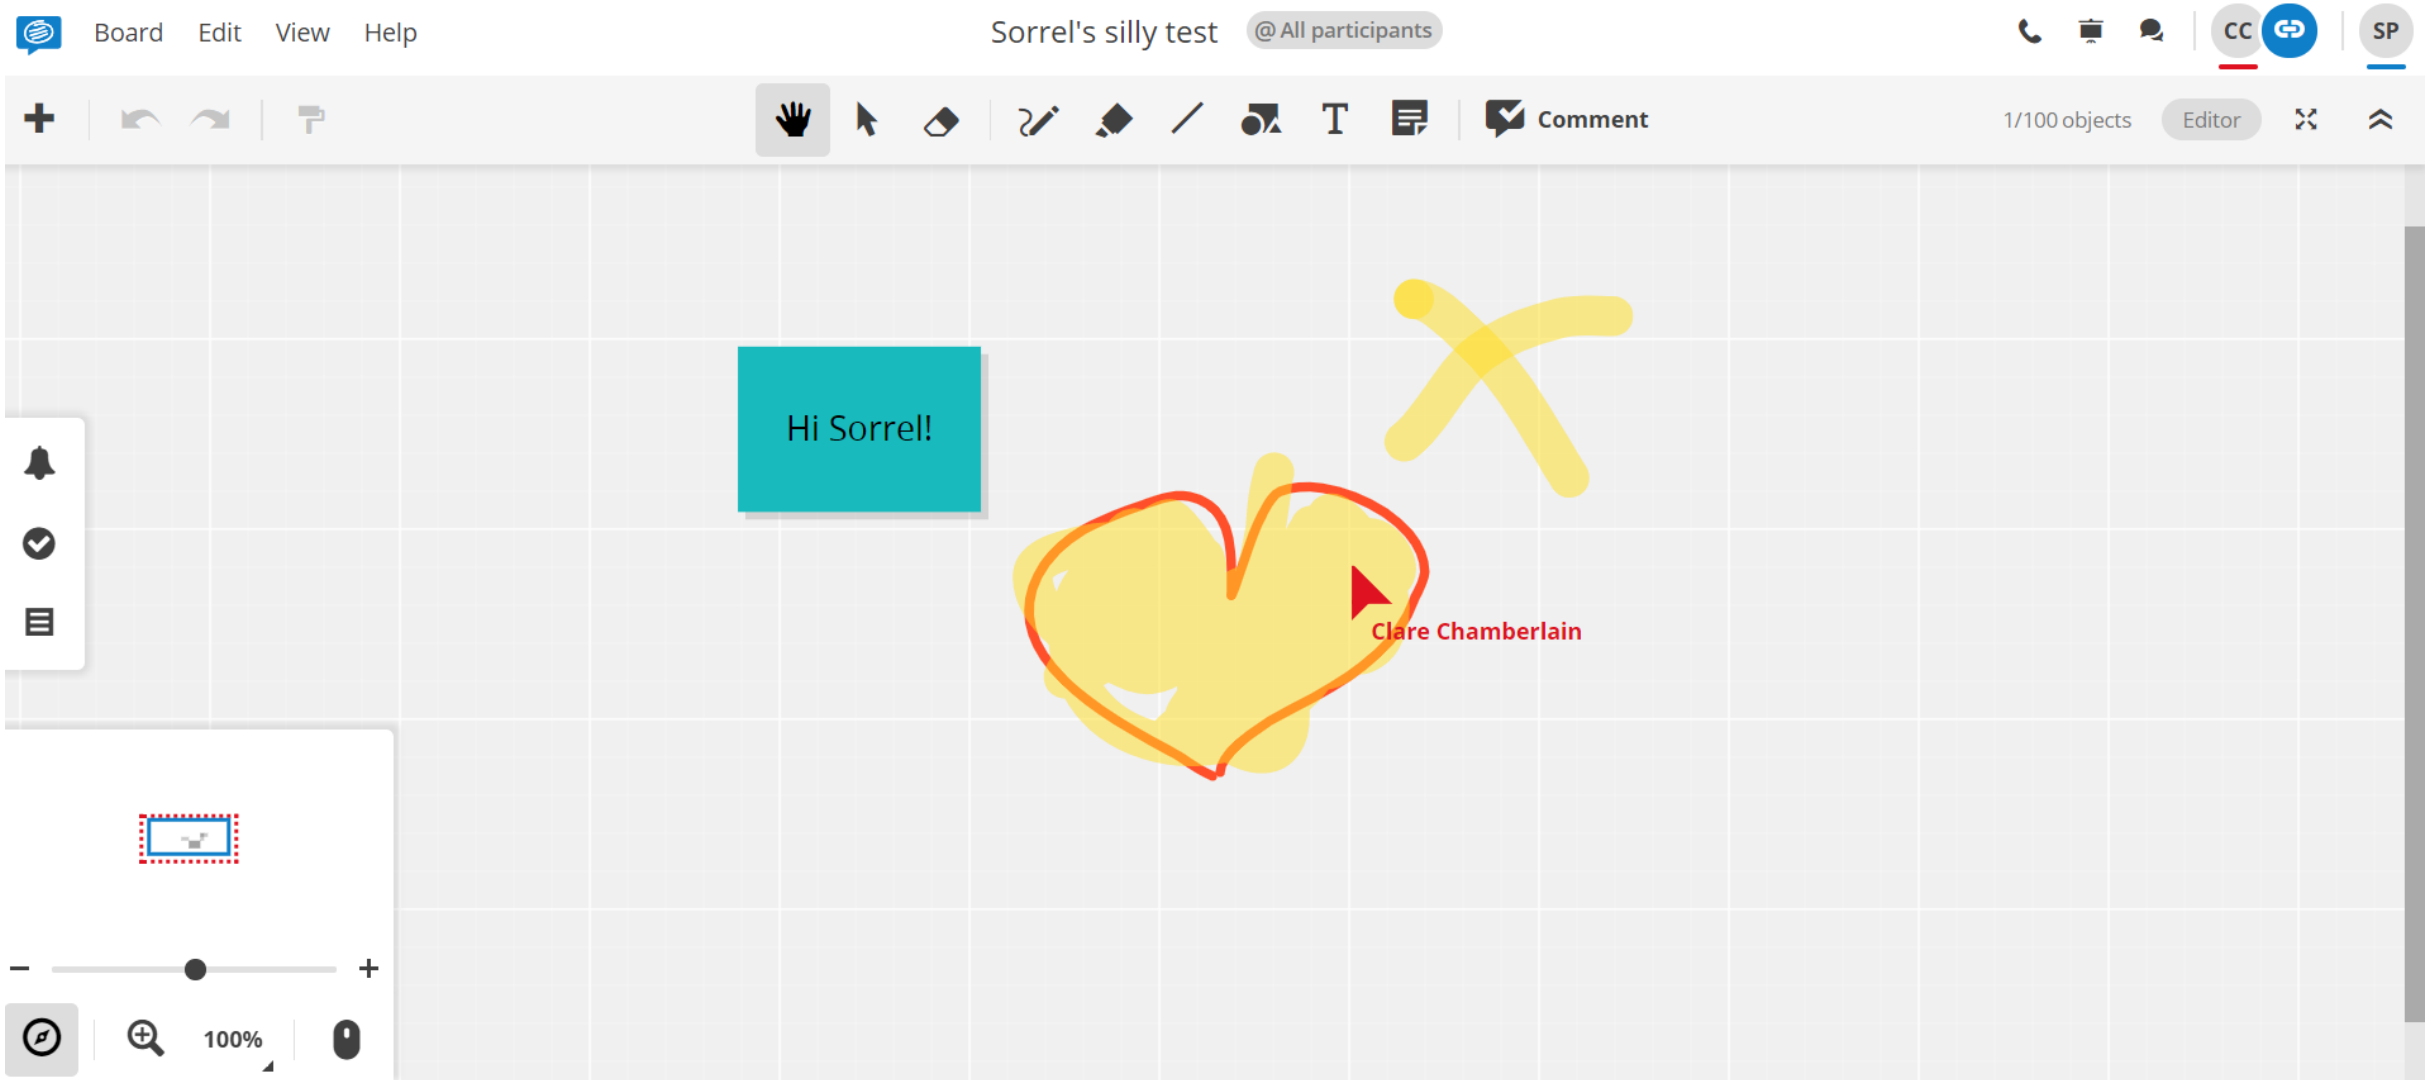 Board Edit View Help Sorrel's silly test @ All participants CC SP
T Comment 1/100 objects Editor
Hi Sorrel!
Clare Chamberlain
100%